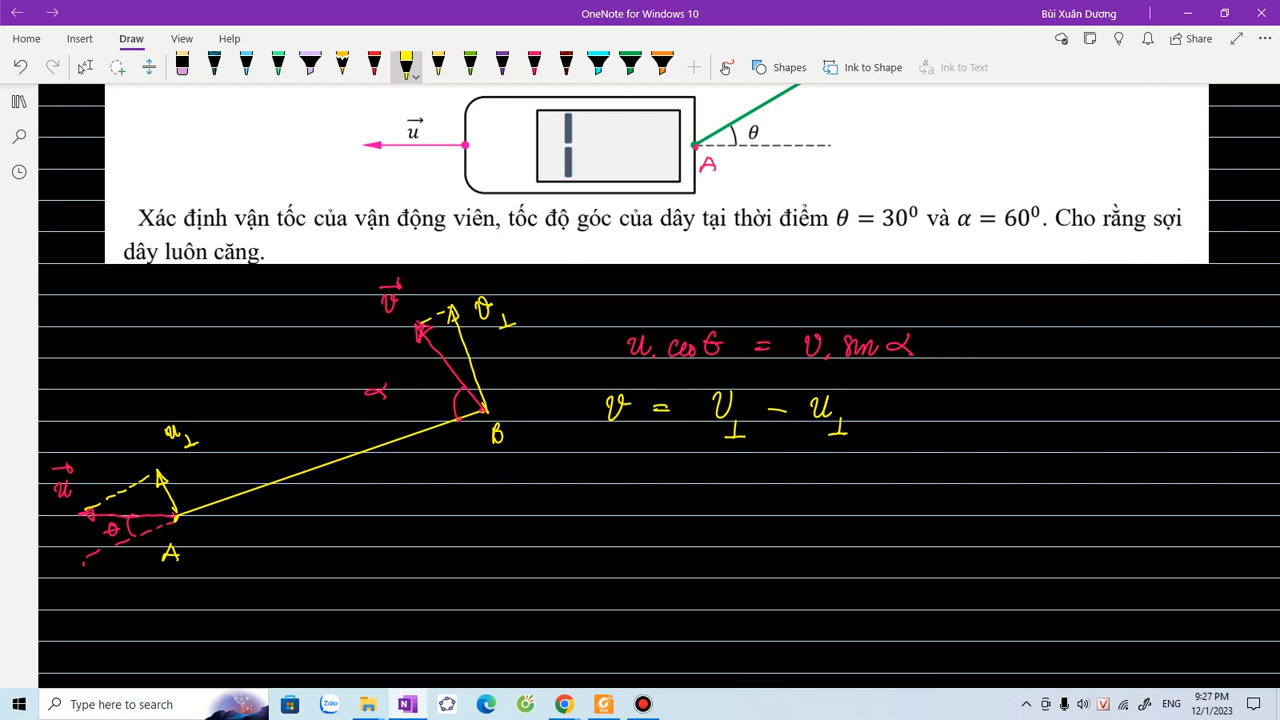 OneNote for Windows 10
Bùi Xuân Dương
Home Insert Draw View Help
Share
Shapes Ink to Shape Ink to Text
u θ
A
Xác định vận tốc của vận động viên, tốc độ góc của dây tại thời điểm θ = 30⁰ và α = 60⁰. Cho rằng sợi
dây luôn căng.
v v⊥
u. cosθ = v. sin α
α
v = v⊥ - u⊥
B
u⊥
u
θ
A
Type here to search
Zalo
V
ENG
9:27 PM
12/1/2023